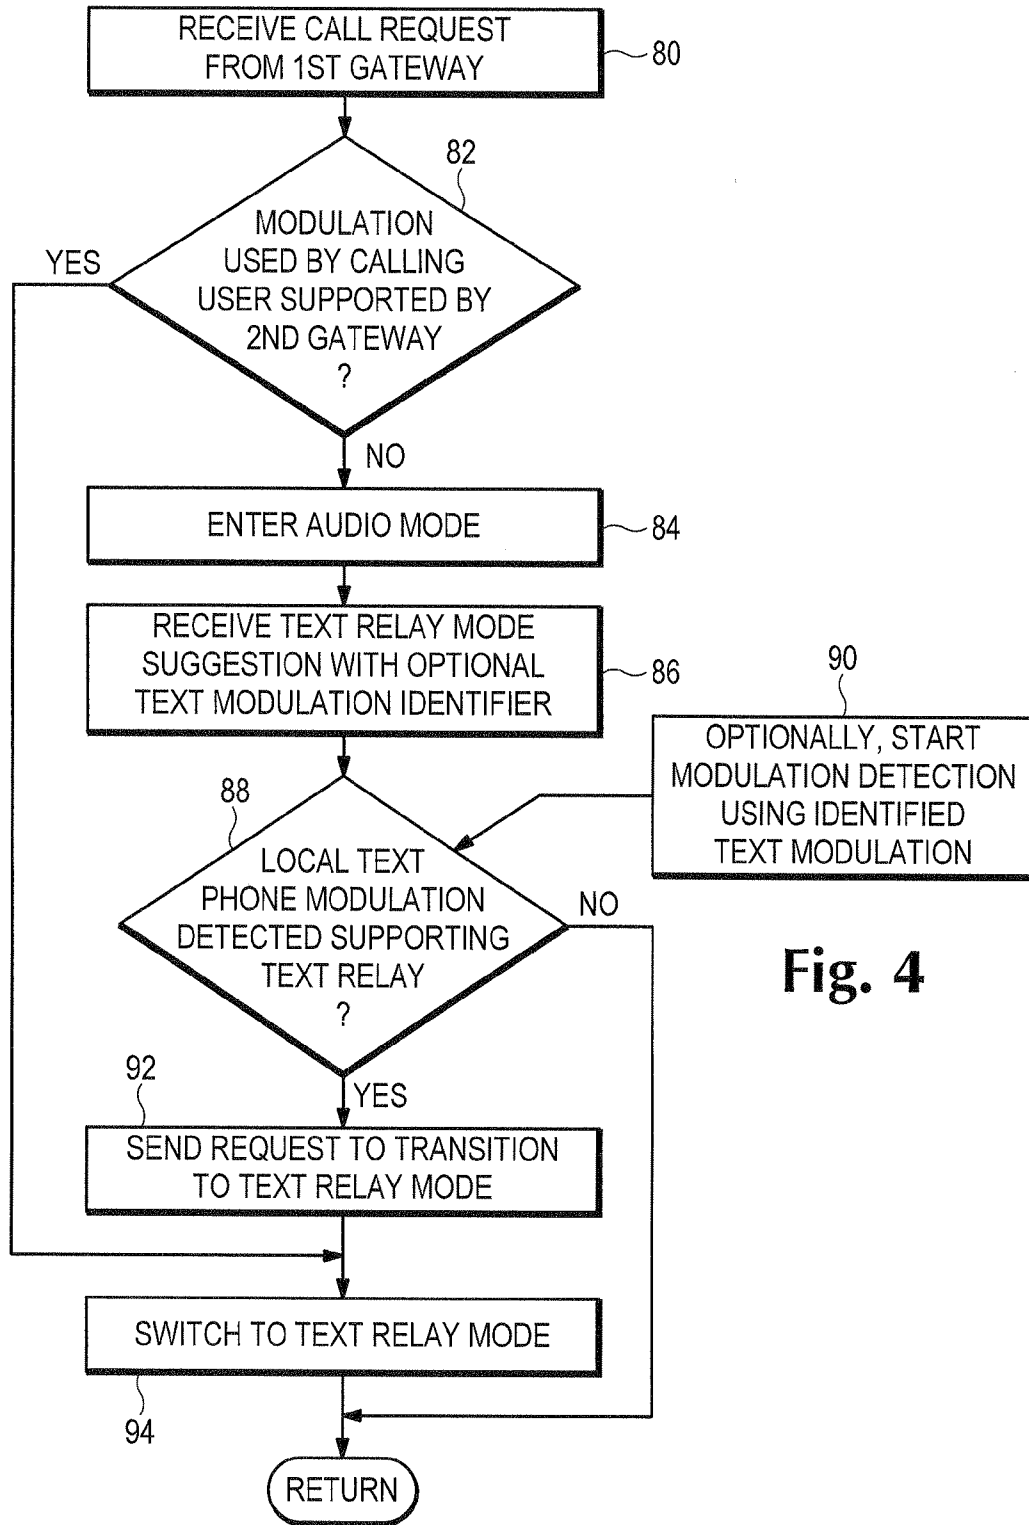 RECEIVE CALL REQUEST
FROM 1ST GATEWAY
80
82
MODULATION
USED BY CALLING
USER SUPPORTED BY
2ND GATEWAY
?
YES
NO
ENTER AUDIO MODE
84
RECEIVE TEXT RELAY MODE
SUGGESTION WITH OPTIONAL
TEXT MODULATION IDENTIFIER
86
90
OPTIONALLY, START
MODULATION DETECTION
USING IDENTIFIED
TEXT MODULATION
88
LOCAL TEXT
PHONE MODULATION
DETECTED SUPPORTING
TEXT RELAY
?
NO
Fig. 4
92
YES
SEND REQUEST TO TRANSITION
TO TEXT RELAY MODE
SWITCH TO TEXT RELAY MODE
94
RETURN